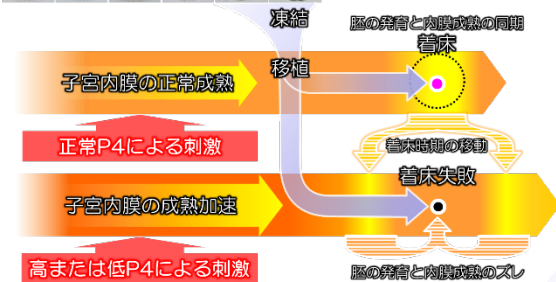 凍結
胚の発育と内膜成熟の同期
着床
移植
子宮内膜の正常成熟
正常P4による刺激
着床時期の移動
着床失敗
子宮内膜の成熟加速
高または低P4による刺激
胚の発育と内膜成熟のズレ